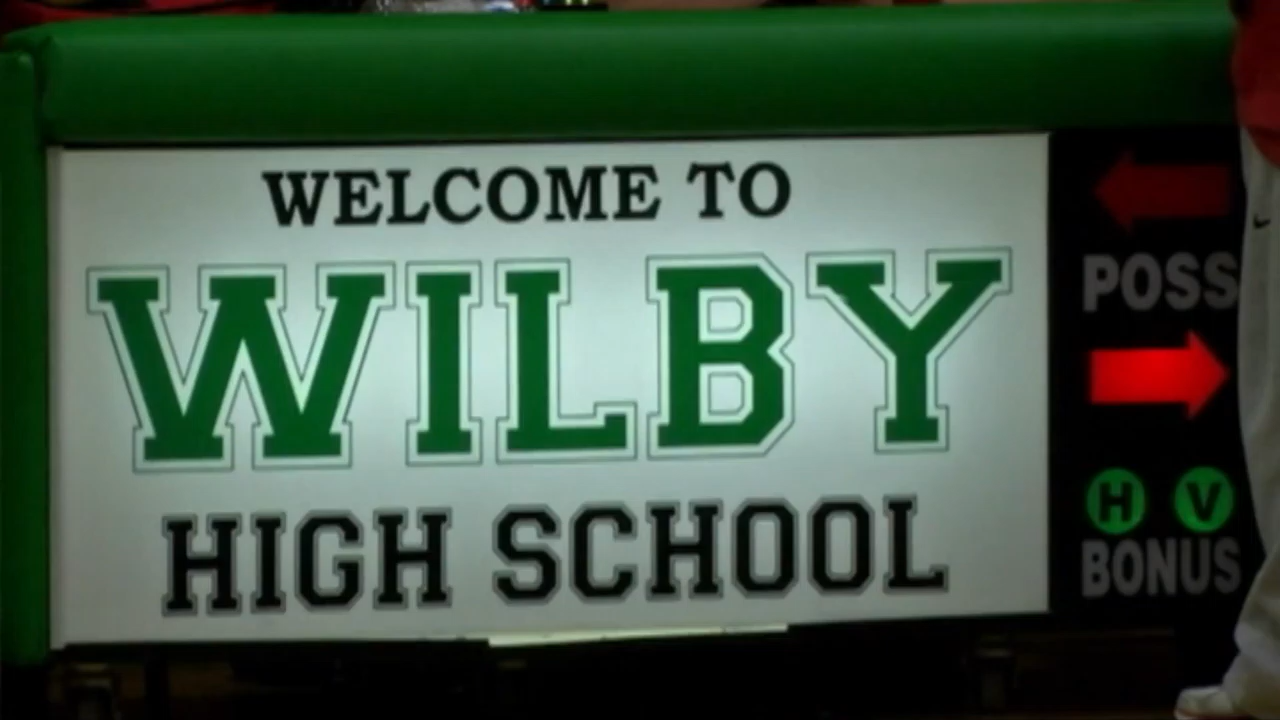 WELCOME TO
WILBY
HIGH SCHOOL
POSS
H V
BONUS